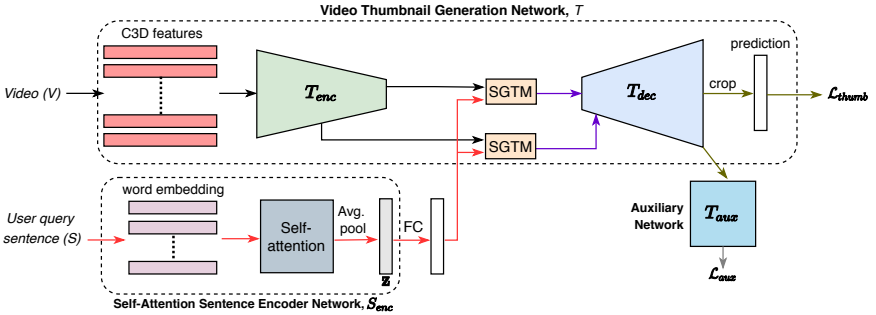 Video Thumbnail Generation Network, T
C3D features
prediction
Video (V)
T_enc
SGTM
T_dec
crop
ℒ_thumb
SGTM
word embedding
User query
sentence (S)
Self-
attention
Avg.
pool
FC
z
Auxiliary
Network
T_aux
ℒ_aux
Self-Attention Sentence Encoder Network, S_enc